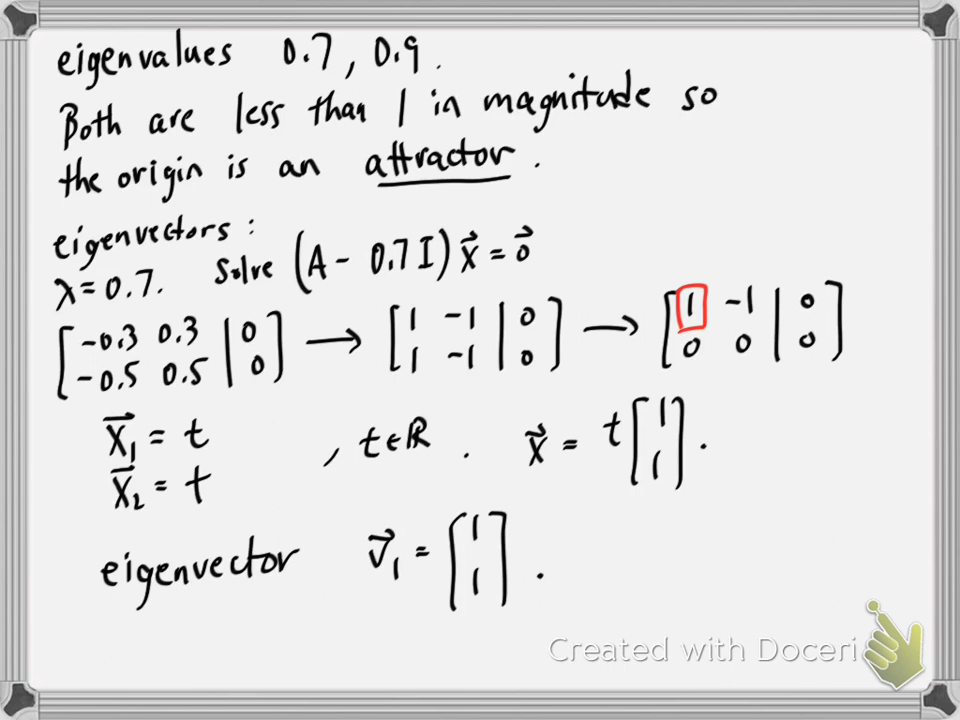 eigenvalues 0.7, 0.9.
Both are less than 1 in magnitude so
the origin is an attractor.
eigenvectors:
λ=0.7. Solve (A - 0.7 I) x⃗ = 0⃗
[-0.3 0.3 | 0] → [1 -1 | 0] → [1 -1 | 0]
[-0.5 0.5 | 0] [1 -1 | 0] [0 0 | 0]
x⃗₁ = t , t ∈ ℝ. x⃗ = t [1 1].
x⃗₂ = t
eigenvector v⃗₁ = [1 1].
Created with Doceri